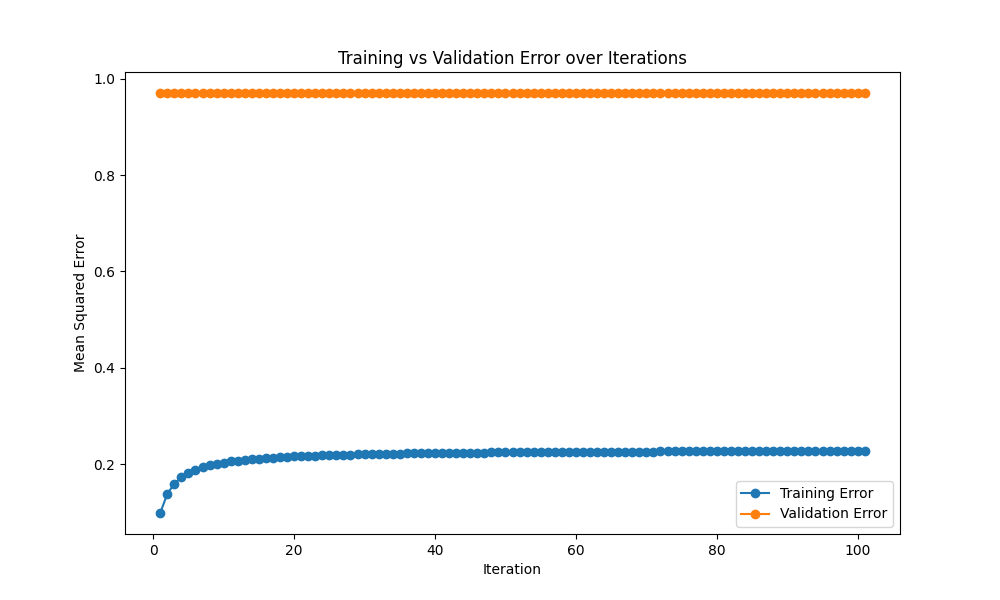 Training vs Validation Error over Iterations
1.0
0.8
0.6
0.4
0.2
Mean Squared Error
Training Error
Validation Error
0 20 40 60 80 100
Iteration